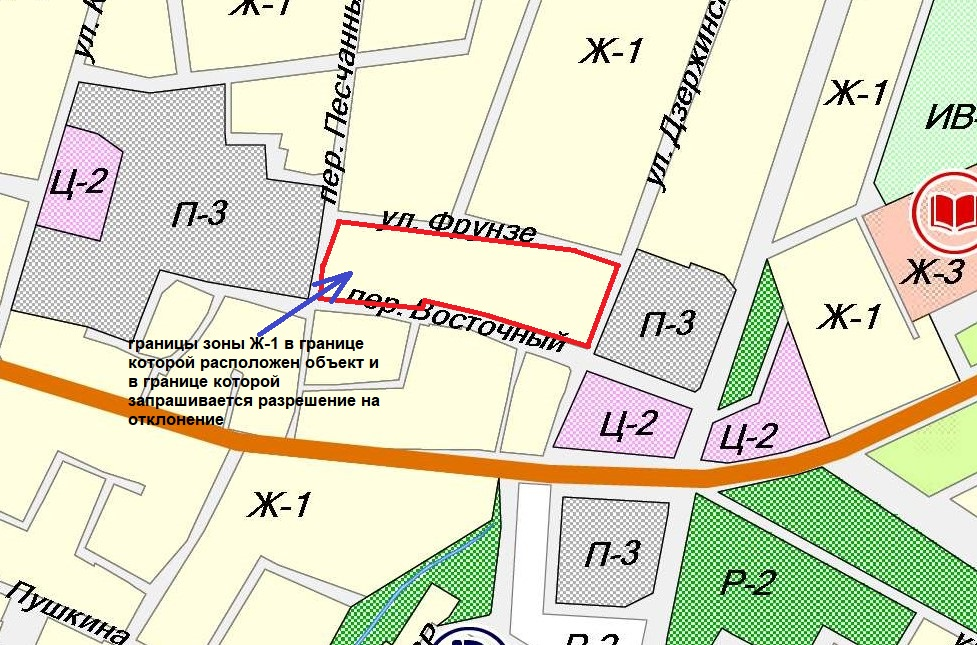 Ж-1
ул.
пер. Песчаный
Ж-1
ул. Дзержинс
Ж-1
ИВ-
Ц-2
П-3
ул. Фрунзе
Ж-3
пер. Восточный
П-3
Ж-1
границы зоны Ж-1 в границе
которой расположен объект и
в границе которой
запрашивается разрешение на
отклонение
Ц-2
Ц-2
Ж-1
П-3
Р-2
Пушкина